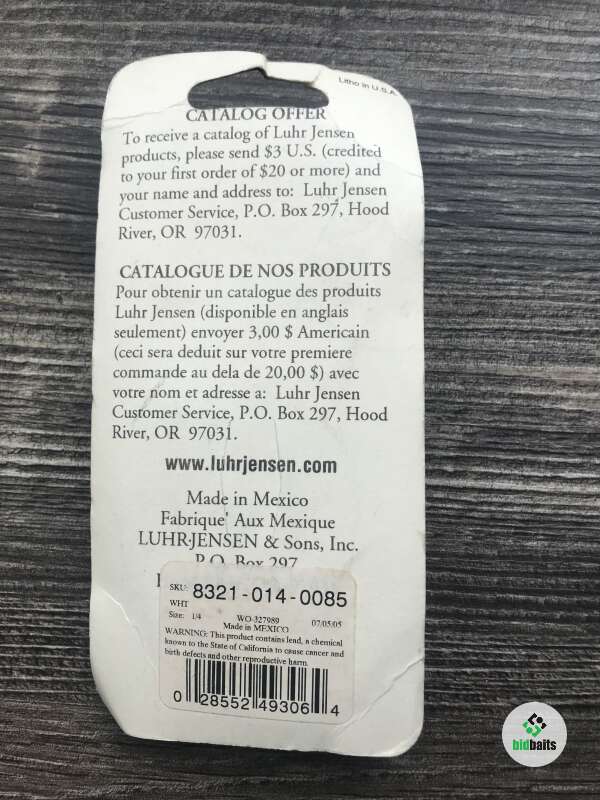 Litho in U.S.A.
CATALOG OFFER
To receive a catalog of Luhr Jensen
products, please send $3 U.S. (credited
to your first order of $20 or more) and
your name and address to: Luhr Jensen
Customer Service, P.O. Box 297, Hood
River, OR 97031.
CATALOGUE DE NOS PRODUITS
Pour obtenir un catalogue des produits
Luhr Jensen (disponible en anglais
seulement) envoyer 3,00 $ Americain
(ceci sera deduit sur votre premiere
commande au dela de 20,00 $) avec
votre nom et adresse a: Luhr Jensen
Customer Service, P.O. Box 297, Hood
River, OR 97031.
www.luhrjensen.com
Made in Mexico
Fabrique' Aux Mexique
LUHR-JENSEN & Sons, Inc.
P.O. Box 297
SKU: 8321-014-0085
WHT
Size: 1/4 WO-327989 07/05/05
Made in MEXICO
WARNING: This product contains lead, a chemical
known to the State of California to cause cancer and
birth defects and other reproductive harm.
0 28552 49306 4
bidbaits